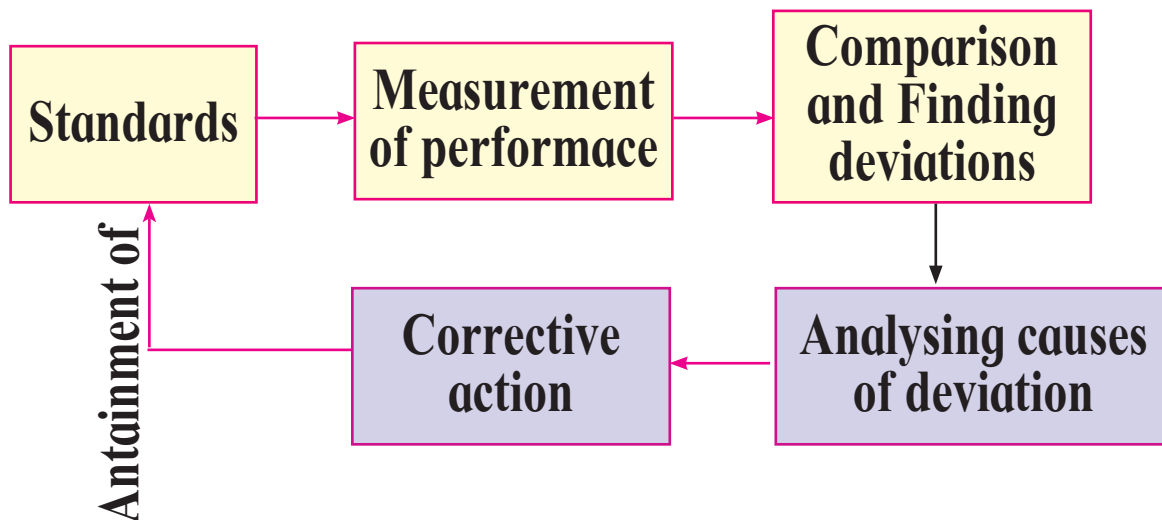 Standards
Measurement
of performace
Comparison
and Finding
deviations
Analysing causes
of deviation
Corrective
action
Antainment of